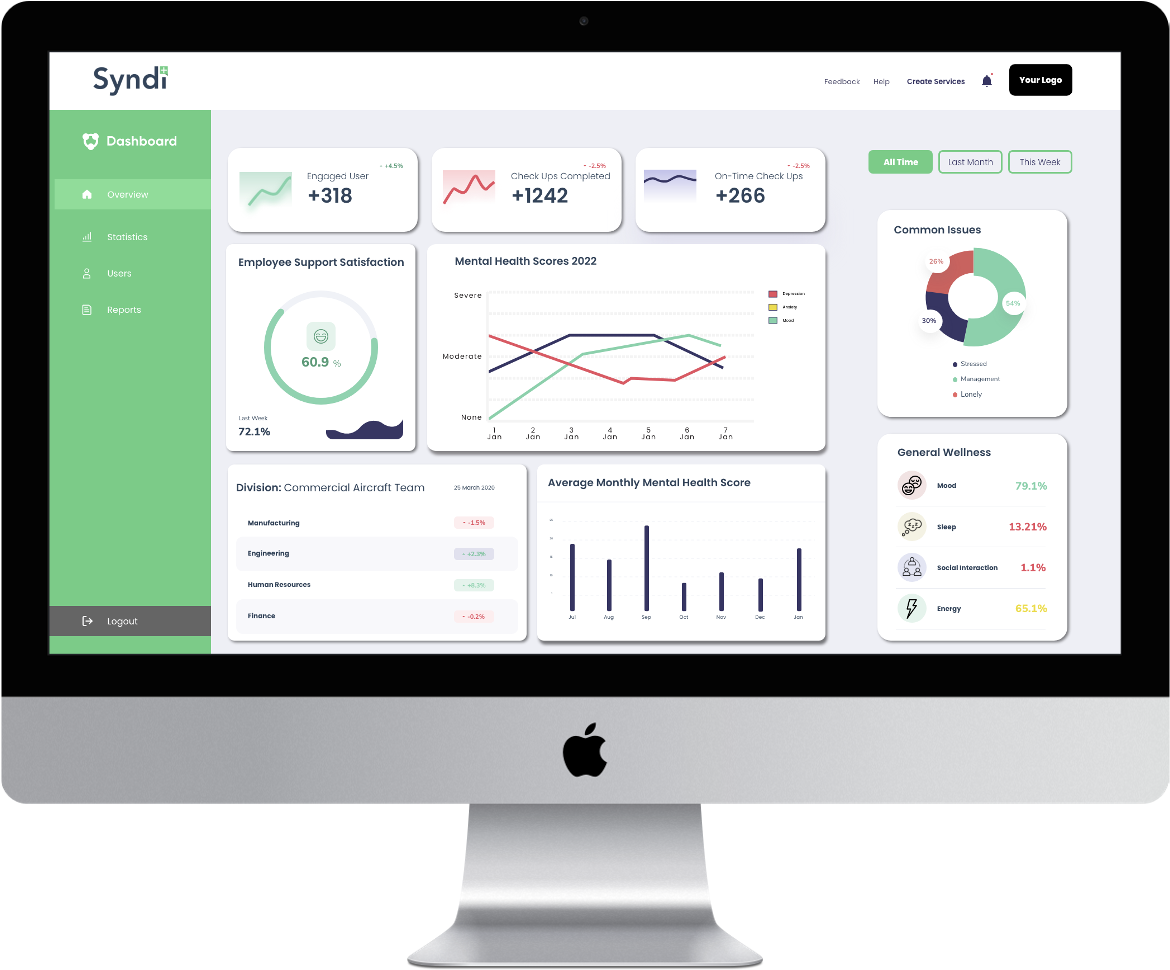 Syndi
Feedback
Help
Create Services
Your Logo
Dashboard
Overview
Statistics
Users
Reports
Logout
- +4.5%
Engaged User
+318
- -2.5%
Check Ups Completed
+1242
- -2.5%
On-Time Check Ups
+266
All Time
Last Month
This Week
Employee Support Satisfaction
60.9 %
Last Week
72.1%
Mental Health Scores 2022
Severe
Moderate
None
1 Jan
2 Jan
3 Jan
4 Jan
5 Jan
6 Jan
7 Jan
Depression
Anxiety
Mood
Common Issues
26%
54%
30%
Stressed
Management
Lonely
Division: Commercial Aircraft Team
Manufacturing
- -1.5%
Engineering
- +2.3%
Human Resources
- +0.3%
Finance
- -0.2%
Average Monthly Mental Health Score
Jul
Aug
Sep
Oct
Nov
Dec
Jan
General Wellness
Mood
79.1%
Sleep
13.21%
Social Interaction
1.1%
Energy
65.1%